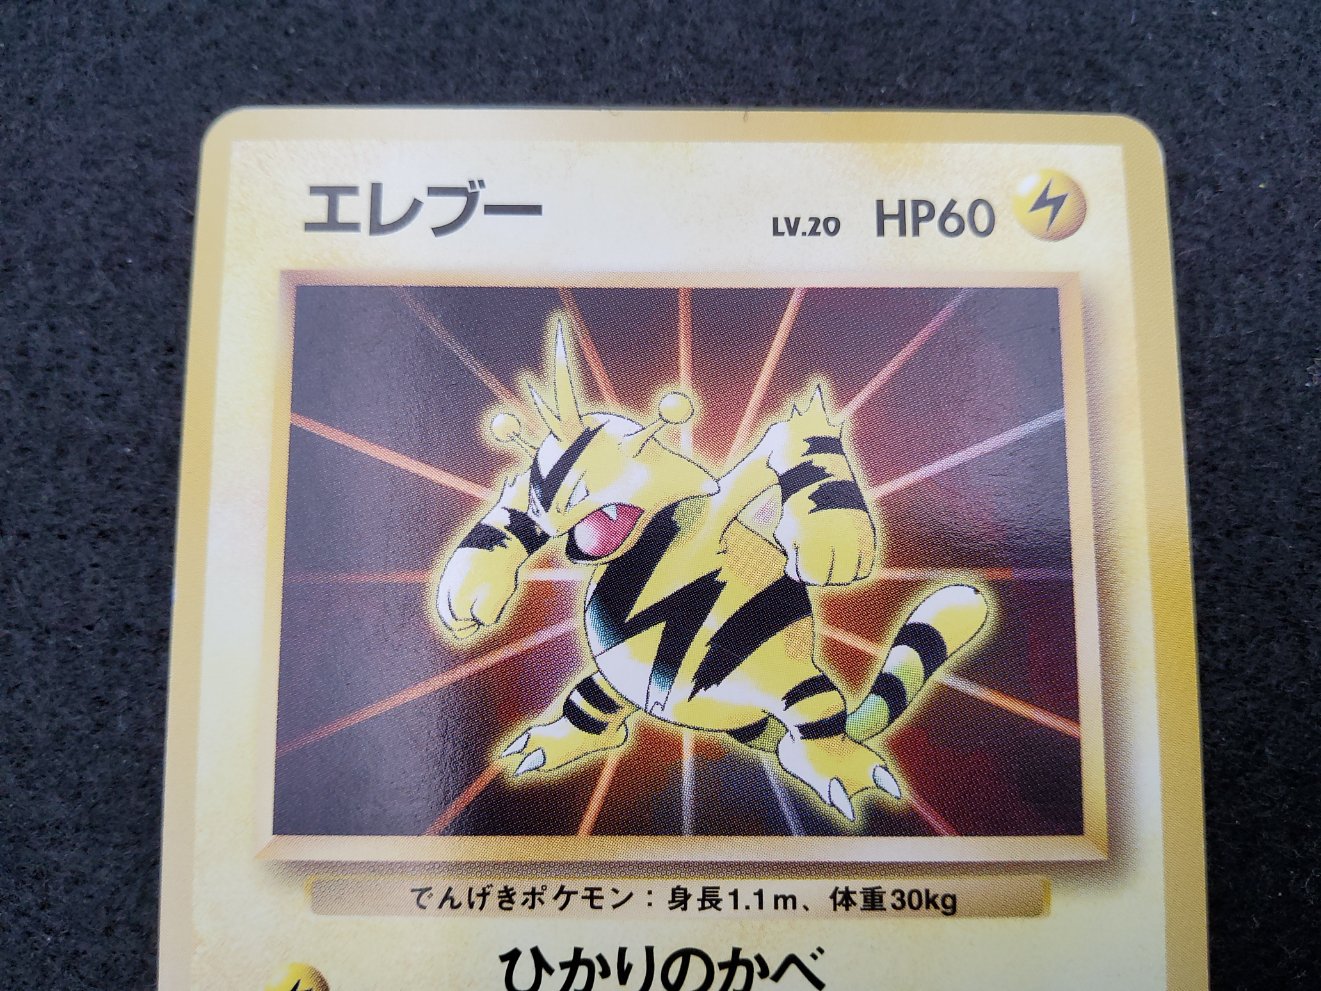 エレブー LV.20 HP60
でんげきポケモン：身長1.1m、体重30kg
ひかりのかべ